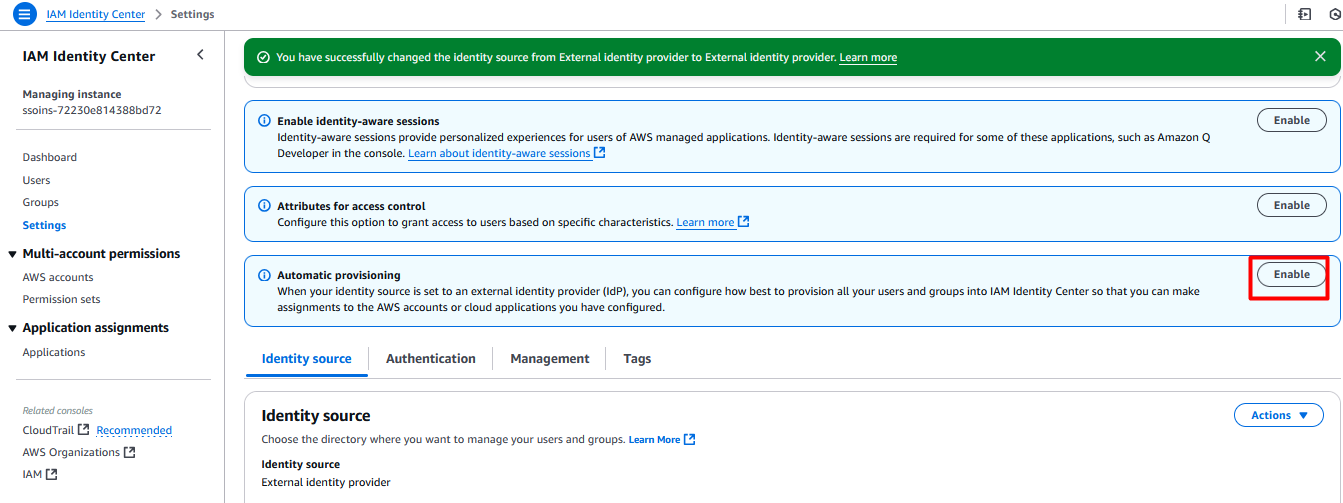 IAM Identity Center > Settings
IAM Identity Center
Managing instance
ssoins-72230e814388bd72
Dashboard
Users
Groups
Settings
Multi-account permissions
AWS accounts
Permission sets
Application assignments
Applications
Related consoles
CloudTrail Recommended
AWS Organizations
IAM
You have successfully changed the identity source from External identity provider to External identity provider. Learn more
Enable identity-aware sessions
Enable
Identity-aware sessions provide personalized experiences for users of AWS managed applications. Identity-aware sessions are required for some of these applications, such as Amazon Q
Developer in the console. Learn about identity-aware sessions
Attributes for access control
Enable
Configure this option to grant access to users based on specific characteristics. Learn more
Automatic provisioning
Enable
When your identity source is set to an external identity provider (IdP), you can configure how best to provision all your users and groups into IAM Identity Center so that you can make
assignments to the AWS accounts or cloud applications you have configured.
Identity source
Authentication
Management
Tags
Identity source
Actions
Choose the directory where you want to manage your users and groups. Learn More
Identity source
External identity provider